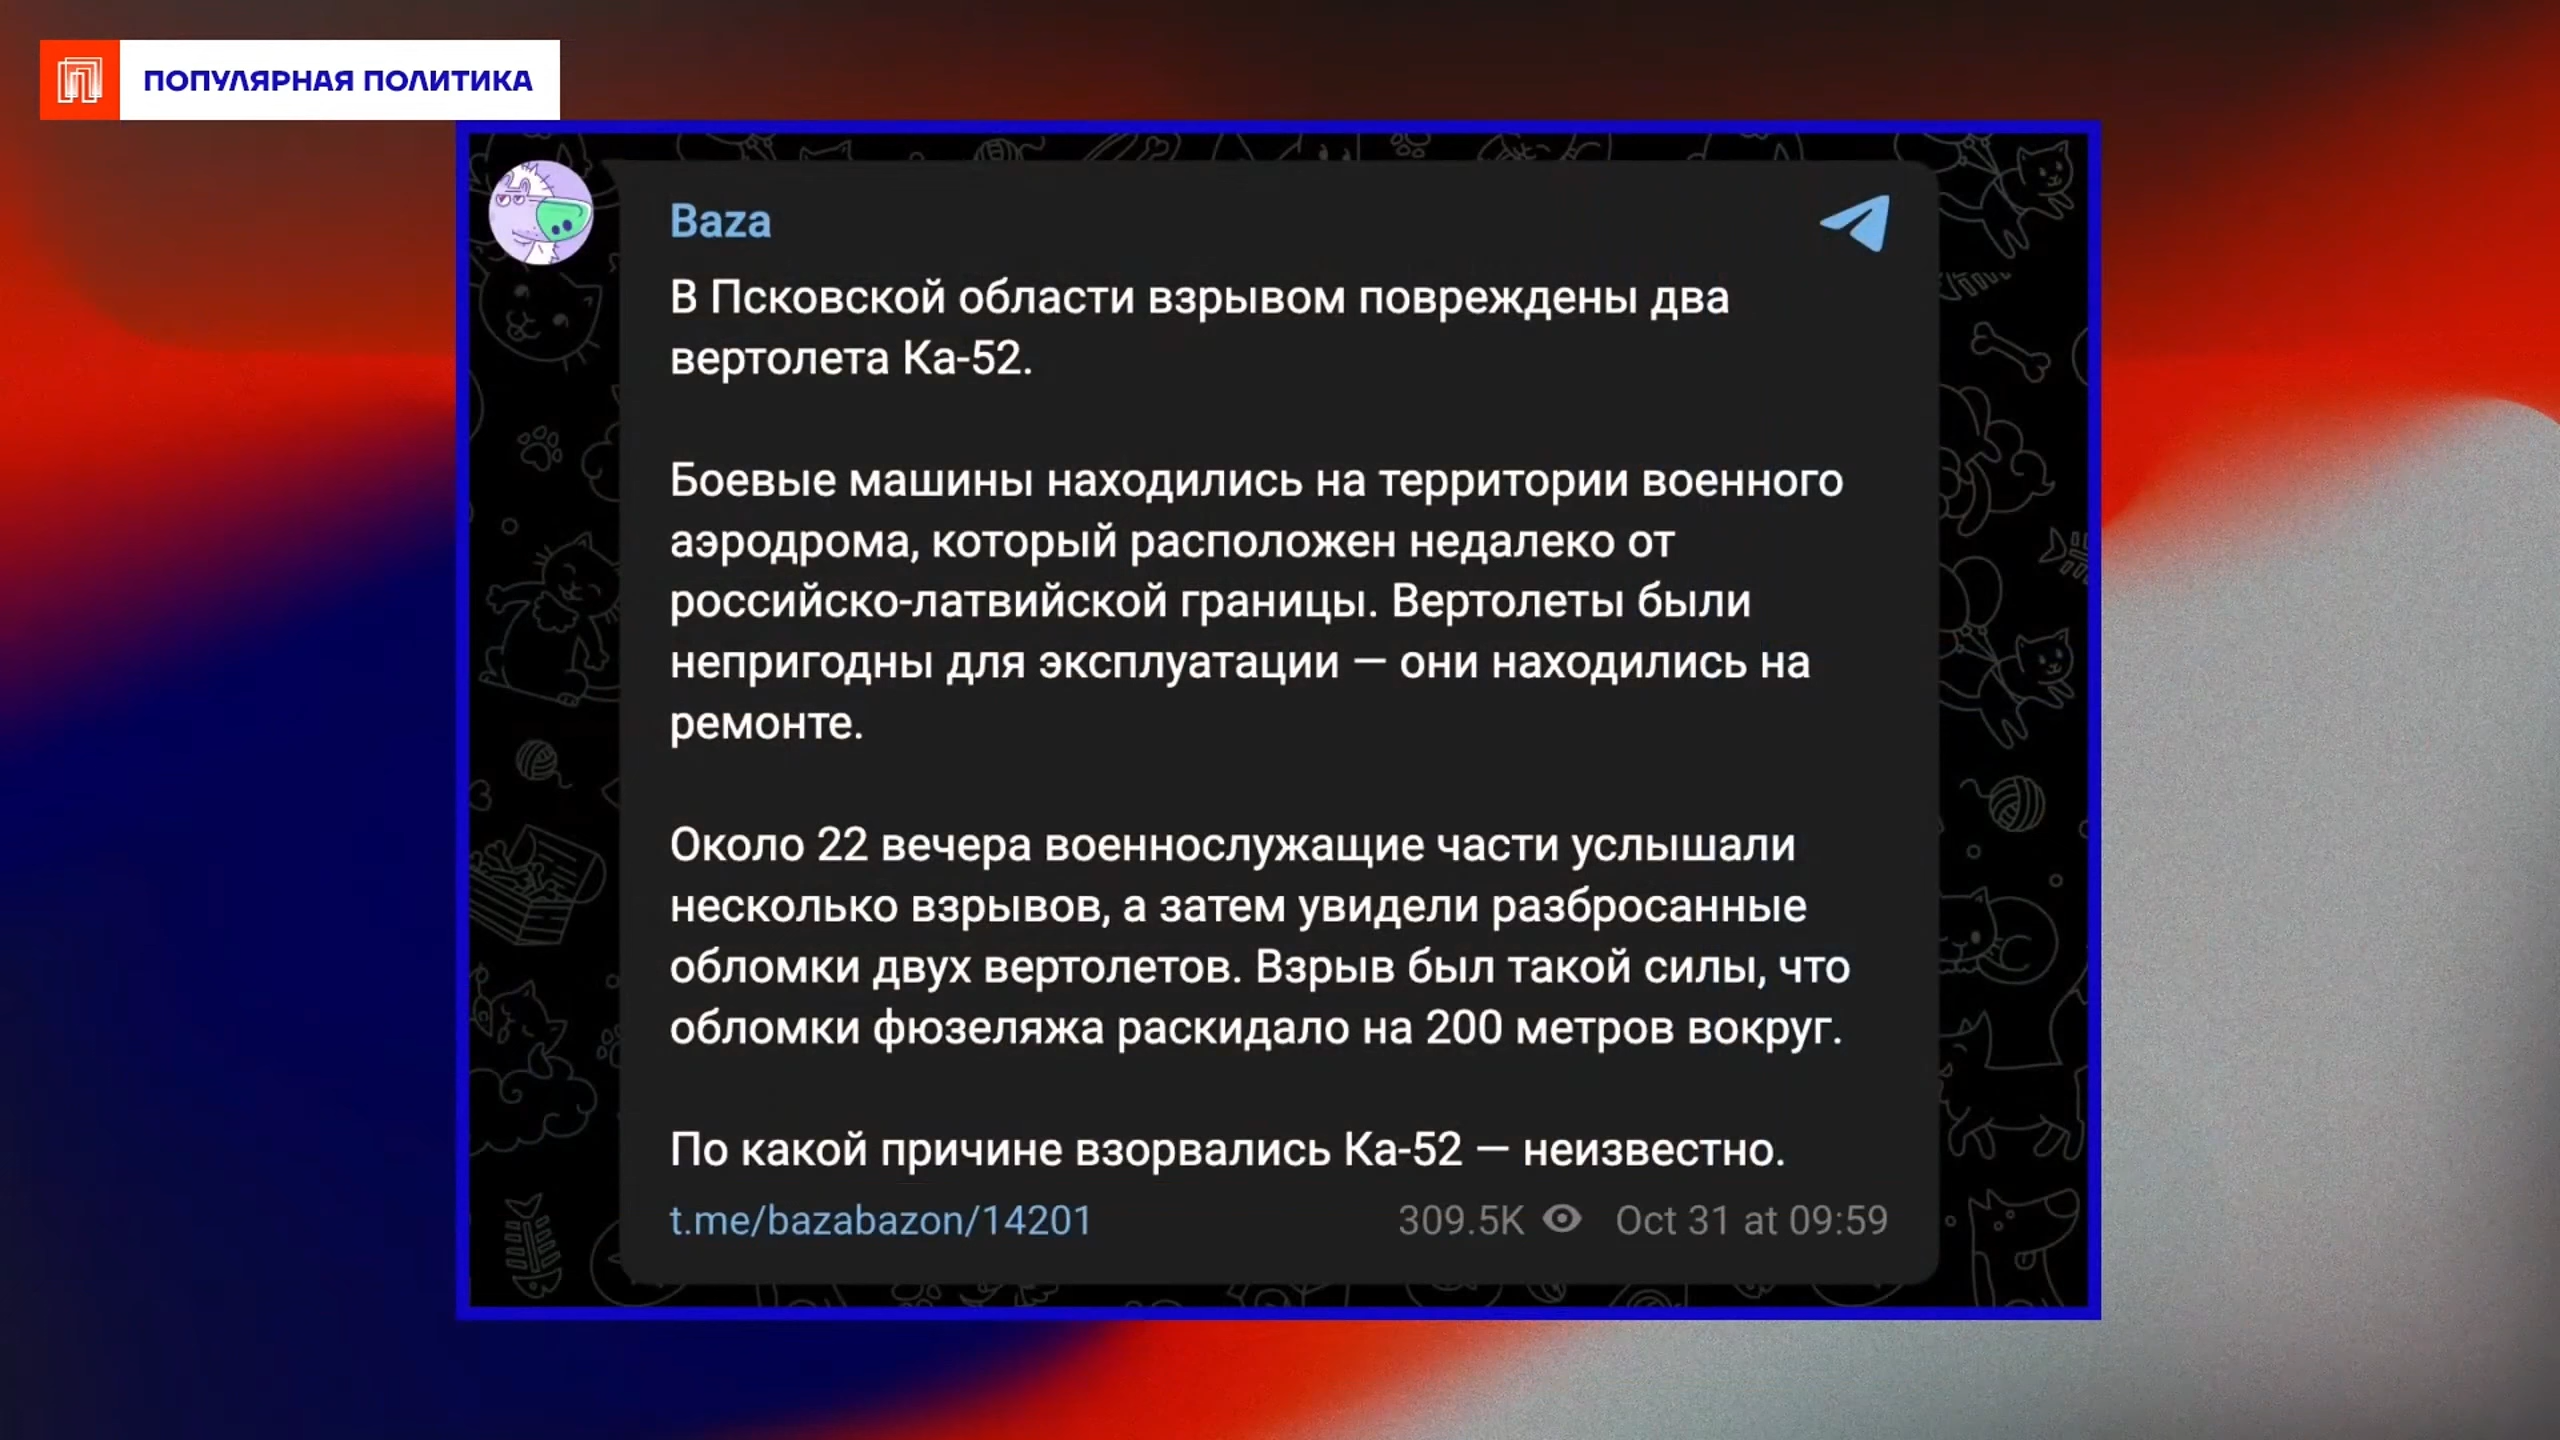 ПОПУЛЯРНАЯ ПОЛИТИКА
Baza
В Псковской области взрывом повреждены два
вертолета Ка-52.
Боевые машины находились на территории военного
аэродрома, который расположен недалеко от
российско-латвийской границы. Вертолеты были
непригодны для эксплуатации — они находились на
ремонте.
Около 22 вечера военнослужащие части услышали
несколько взрывов, а затем увидели разбросанные
обломки двух вертолетов. Взрыв был такой силы, что
обломки фюзеляжа раскидало на 200 метров вокруг.
По какой причине взорвались Ка-52 — неизвестно.
t.me/bazabazon/14201 309.5K Oct 31 at 09:59